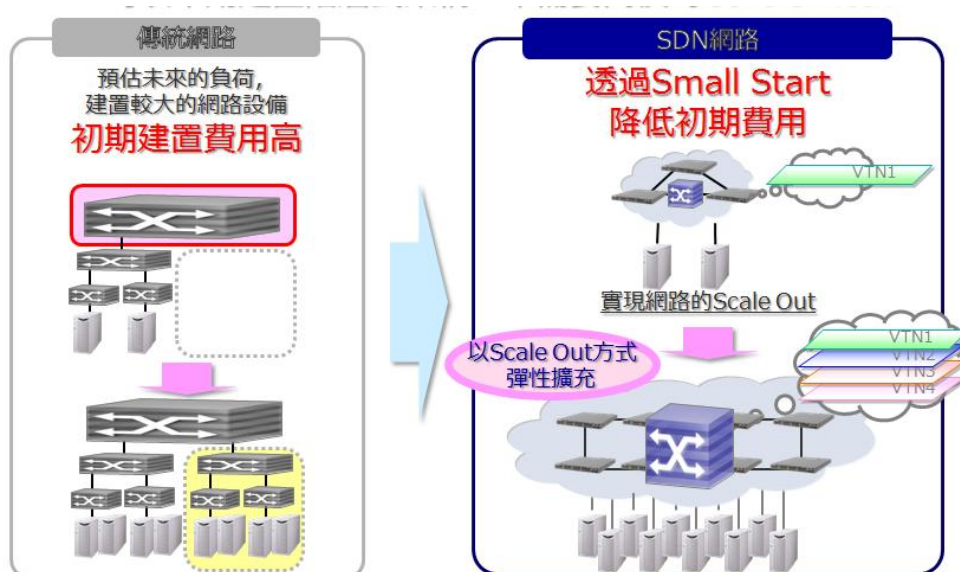 傳統網路
預估未來的負荷,
建置較大的網路設備
初期建置費用高
SDN網路
透過Small Start
降低初期費用
VTN1
實現網路的Scale Out
以Scale Out方式
彈性擴充
VTN1
VTN2
VTN3
VTN4